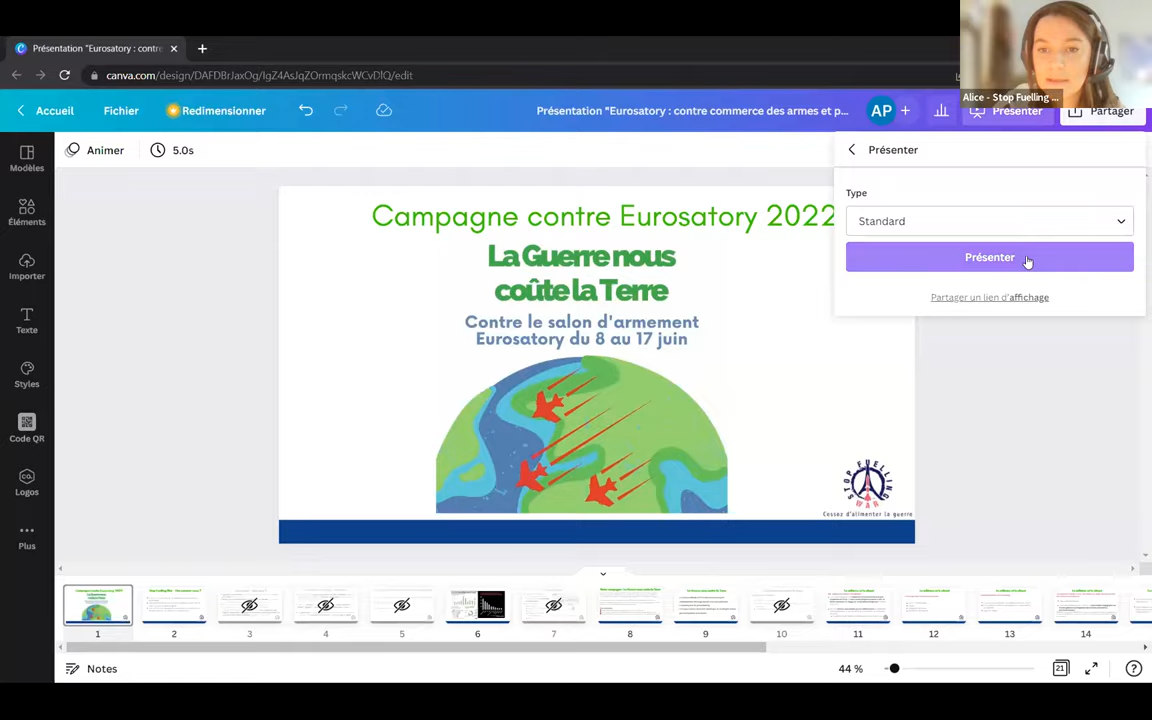 Présentation "Eurosatory : contre
canva.com/design/DAFDBrJaxOg/IgZ4AsJqZOrmqskcWCvDlQ/edit
Alice - Stop Fuelling ...
Accueil
Fichier
Redimensionner
Présentation "Eurosatory : contre commerce des armes et p...
AP
Présenter
Partager
Animer
5.0s
Présenter
Type
Standard
Présenter
Partager un lien d'affichage
Modèles
Éléments
Importer
Texte
Styles
Code QR
Logos
Plus
Campagne contre Eurosatory 2022
La Guerre nous
coûte la Terre
Contre le salon d'armement
Eurosatory du 8 au 17 juin
STOP FUELLING WAR
Cessez d'alimenter la guerre
1
2
3
4
5
6
7
8
9
10
11
12
13
14
Notes
44 %
21